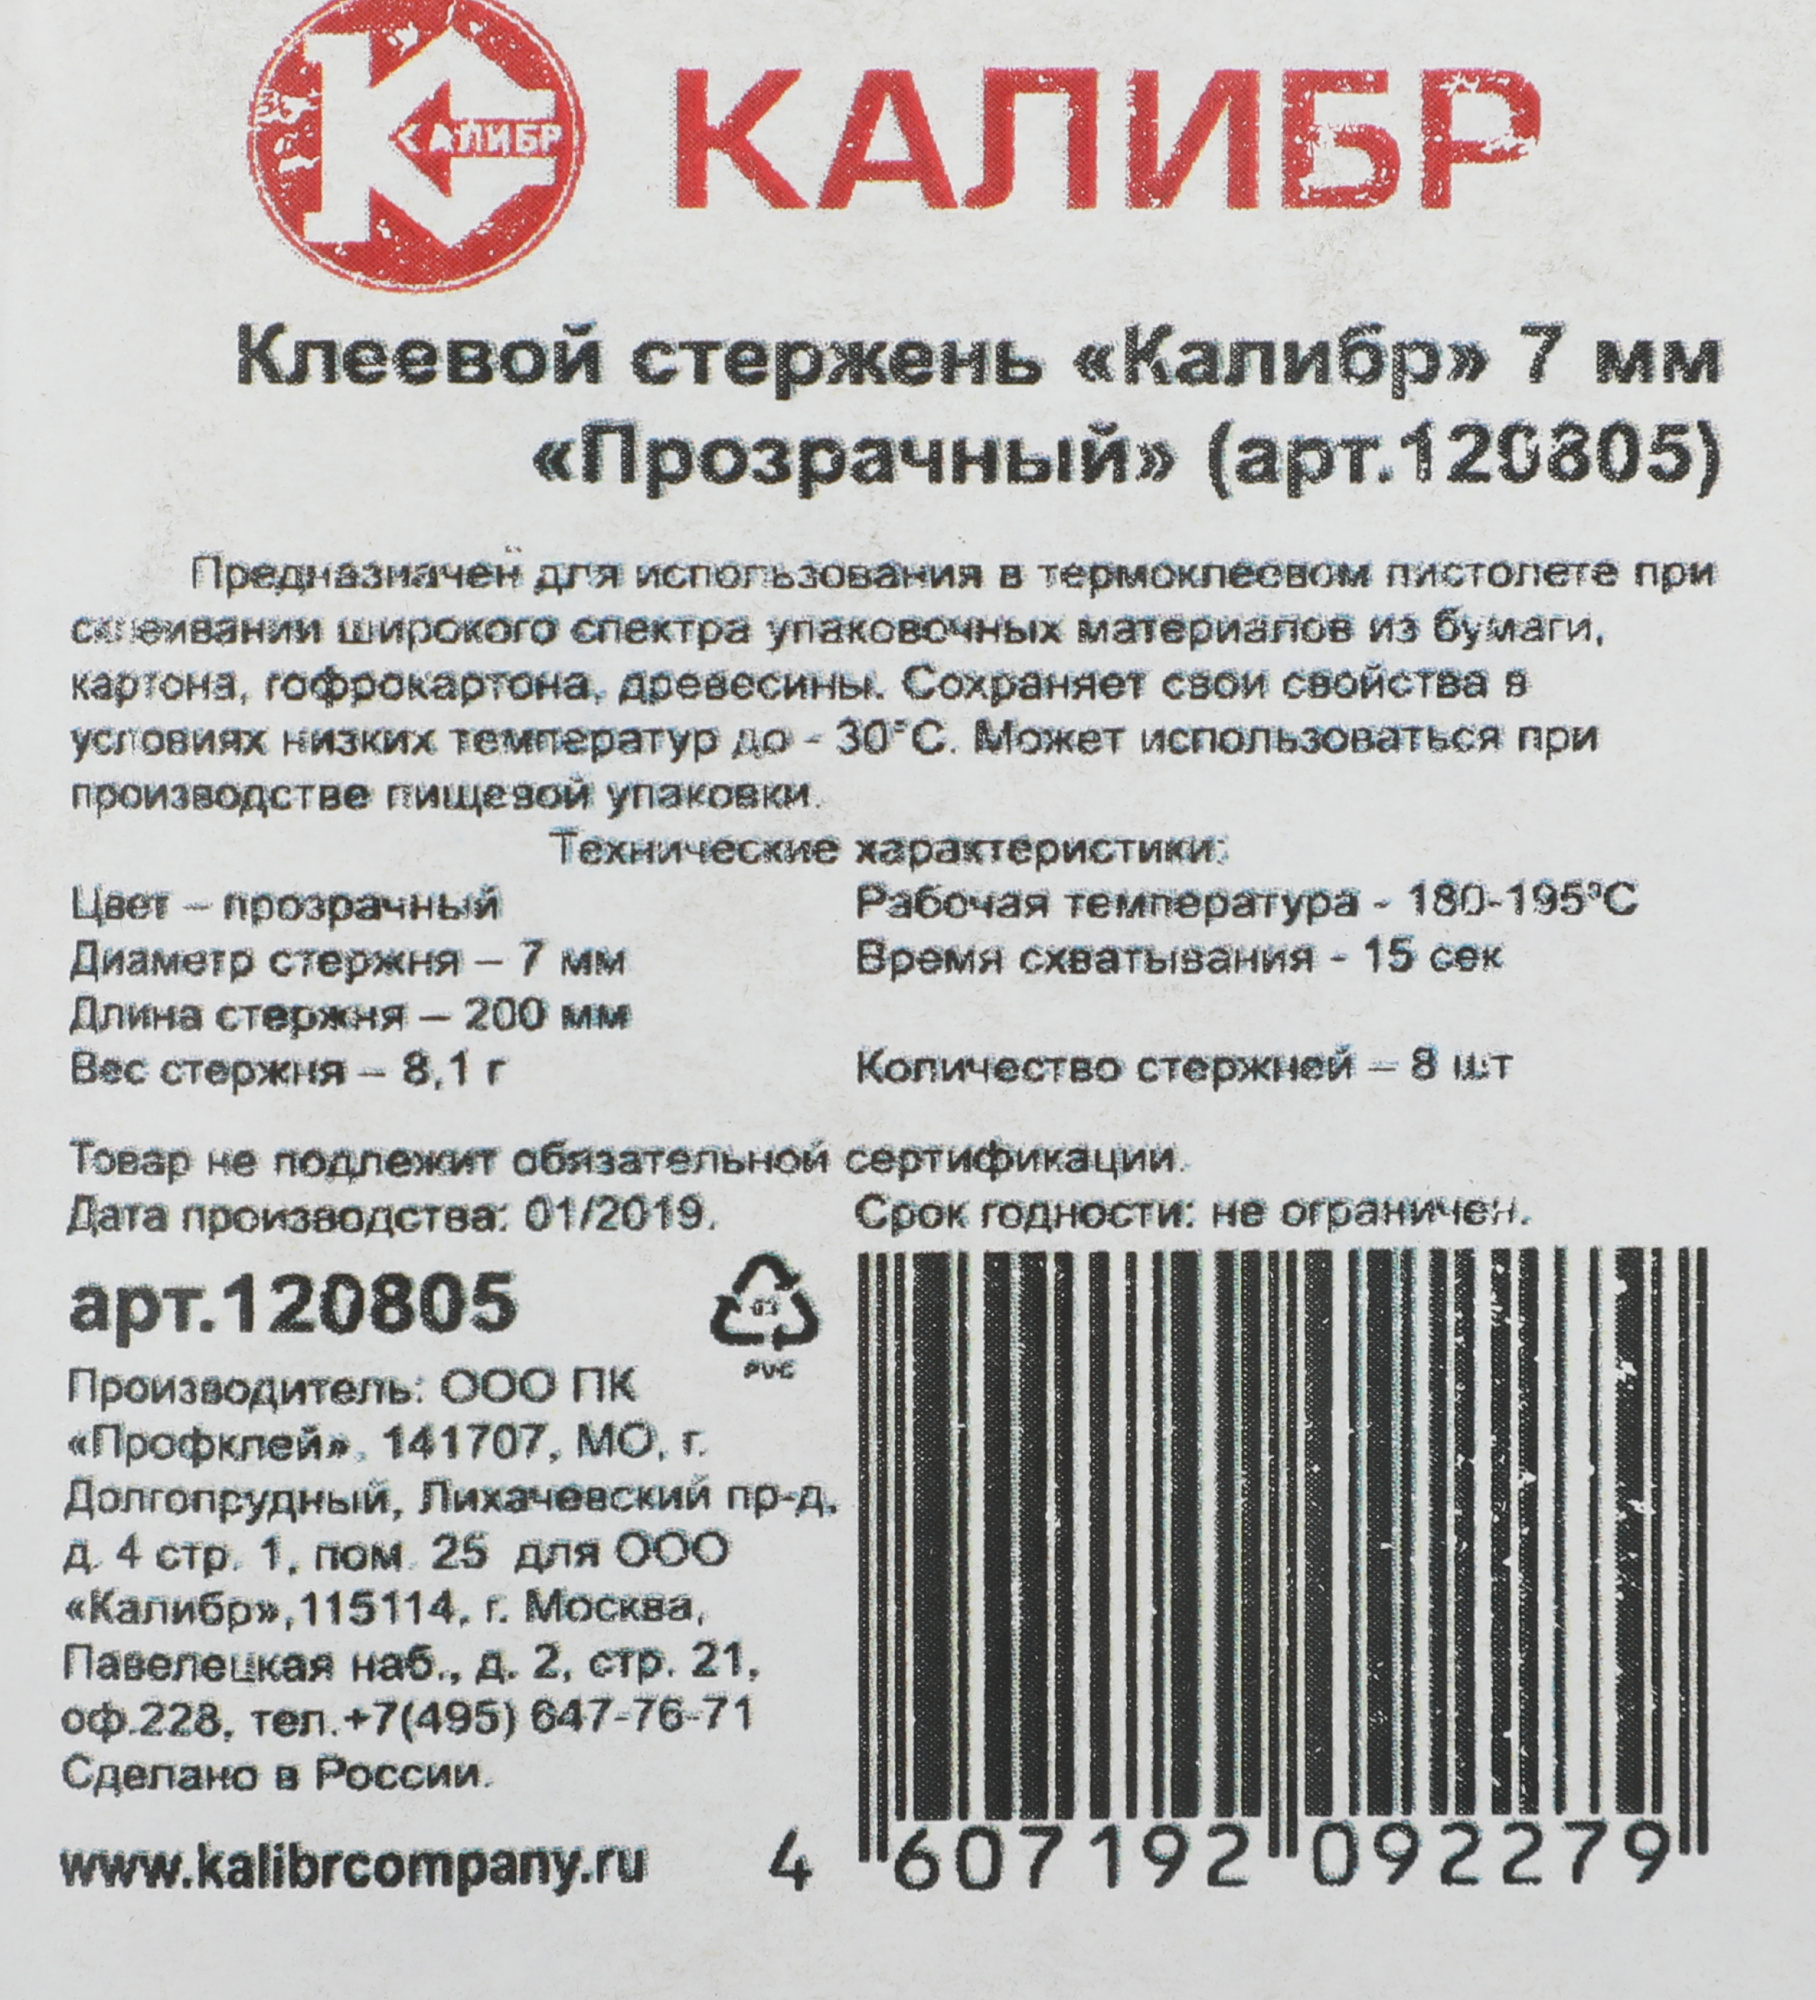 КАЛИБР
КАЛИБР
Клеевой стержень «Калибр» 7 мм
«Прозрачный» (арт.120805)
Предназначен для использования в термоклеевом пистолете при
склеивании широкого спектра упаковочных материалов из бумаги,
картона, гофрокартона, древесины. Сохраняет свои свойства в
условиях низких температур до - 30°С. Может использоваться при
производстве пищевой упаковки.
Технические характеристики:
Цвет – прозрачный
Рабочая температура - 180-195°С
Диаметр стержня – 7 мм
Время схватывания - 15 сек
Длина стержня – 200 мм
Вес стержня – 8,1 г
Количество стержней – 8 шт
Товар не подлежит обязательной сертификации.
Дата производства: 01/2019.
Срок годности: не ограничен.
арт.120805
03
PVC
Производитель: ООО ПК
«Профклей», 141707, МО, г.
Долгопрудный, Лихачевский пр-д,
д. 4 стр. 1, пом. 25 для ООО
«Калибр»,115114, г. Москва,
Павелецкая наб., д. 2, стр. 21,
оф.228, тел.+7(495) 647-76-71
Сделано в России.
www.kalibrcompany.ru
4 607192 092279